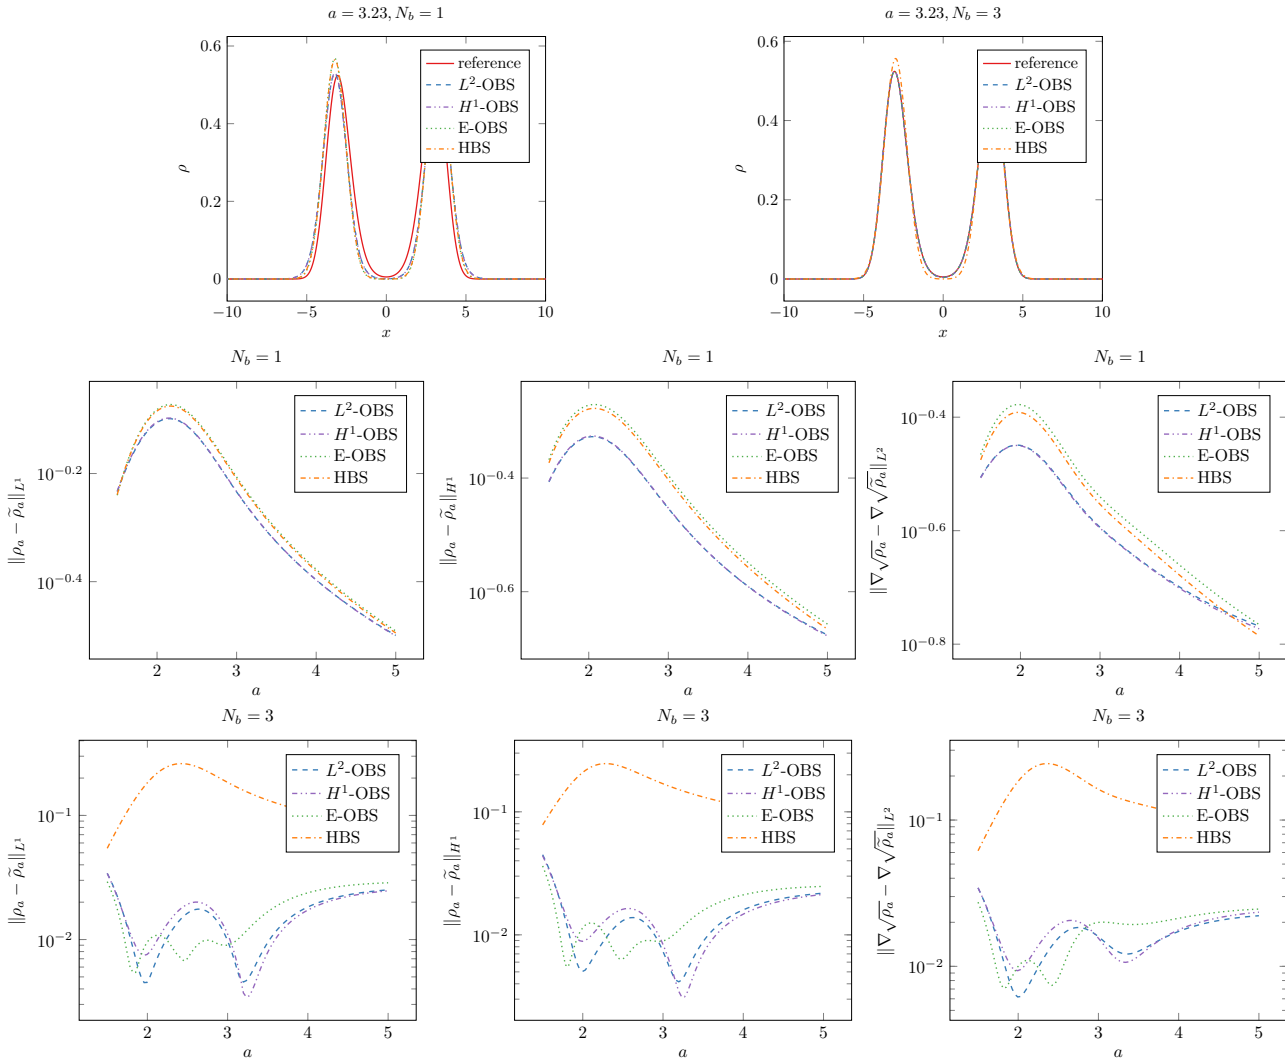 a = 3.23, N_b = 1
0.6
0.4
0.2
0
ρ
−10
−5
0
5
10
x
reference
L²-OBS
H¹-OBS
E-OBS
HBS
a = 3.23, N_b = 3
0.6
0.4
0.2
0
ρ
−10
−5
0
5
10
x
reference
L²-OBS
H¹-OBS
E-OBS
HBS
N_b = 1
10^{−0.2}
10^{−0.4}
‖ρ_a − ρ̃_a‖_{L¹}
2
3
4
5
a
L²-OBS
H¹-OBS
E-OBS
HBS
N_b = 1
10^{−0.4}
10^{−0.6}
‖ρ_a − ρ̃_a‖_{H¹}
2
3
4
5
a
L²-OBS
H¹-OBS
E-OBS
HBS
N_b = 1
10^{−0.4}
10^{−0.6}
10^{−0.8}
‖∇√ρ_a − ∇√ρ̃_a‖_{L²}
2
3
4
5
a
L²-OBS
H¹-OBS
E-OBS
HBS
N_b = 3
10^{−1}
10^{−2}
‖ρ_a − ρ̃_a‖_{L¹}
2
3
4
5
a
L²-OBS
H¹-OBS
E-OBS
HBS
N_b = 3
10^{−1}
10^{−2}
‖ρ_a − ρ̃_a‖_{H¹}
2
3
4
5
a
L²-OBS
H¹-OBS
E-OBS
HBS
N_b = 3
10^{−1}
10^{−2}
‖∇√ρ_a − ∇√ρ̃_a‖_{L²}
2
3
4
5
a
L²-OBS
H¹-OBS
E-OBS
HBS